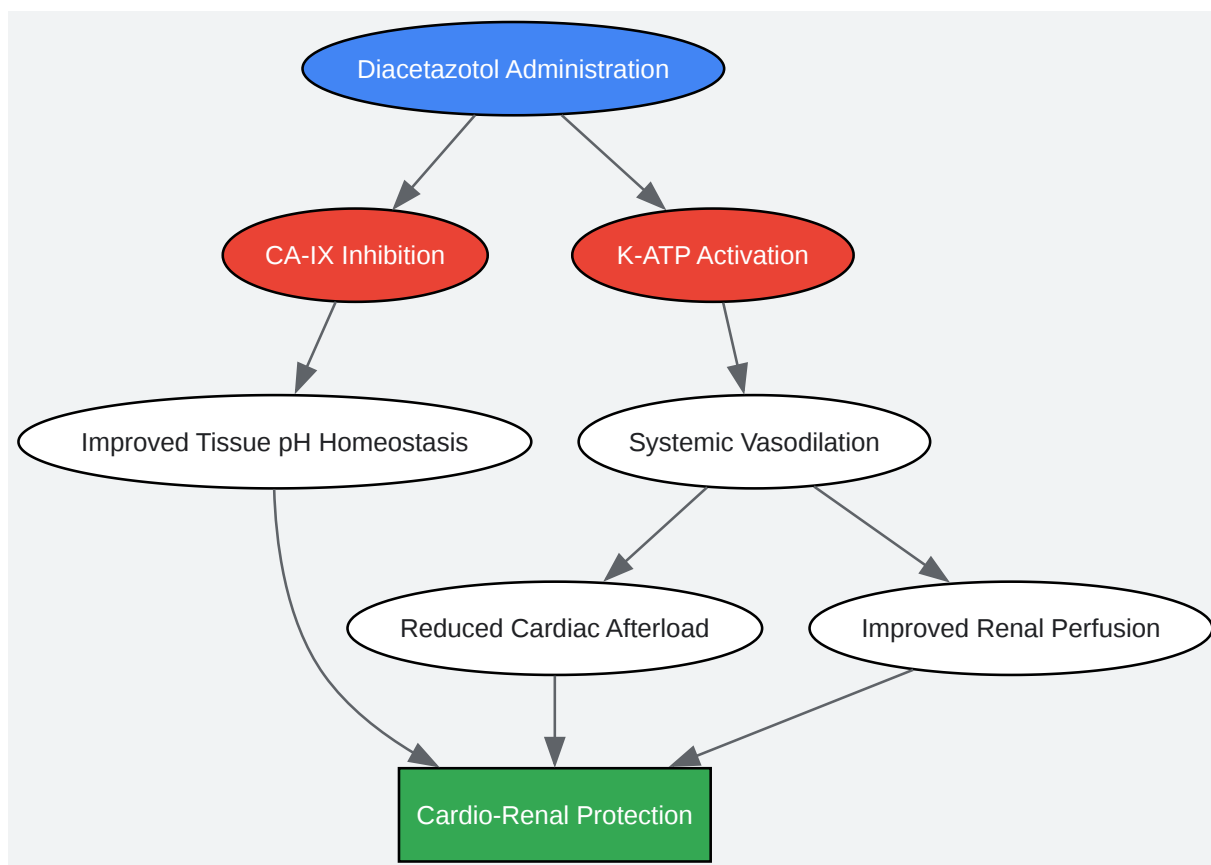 Diacetazotol Administration
CA-IX Inhibition
K-ATP Activation
Improved Tissue pH Homeostasis
Systemic Vasodilation
Reduced Cardiac Afterload
Improved Renal Perfusion
Cardio-Renal Protection